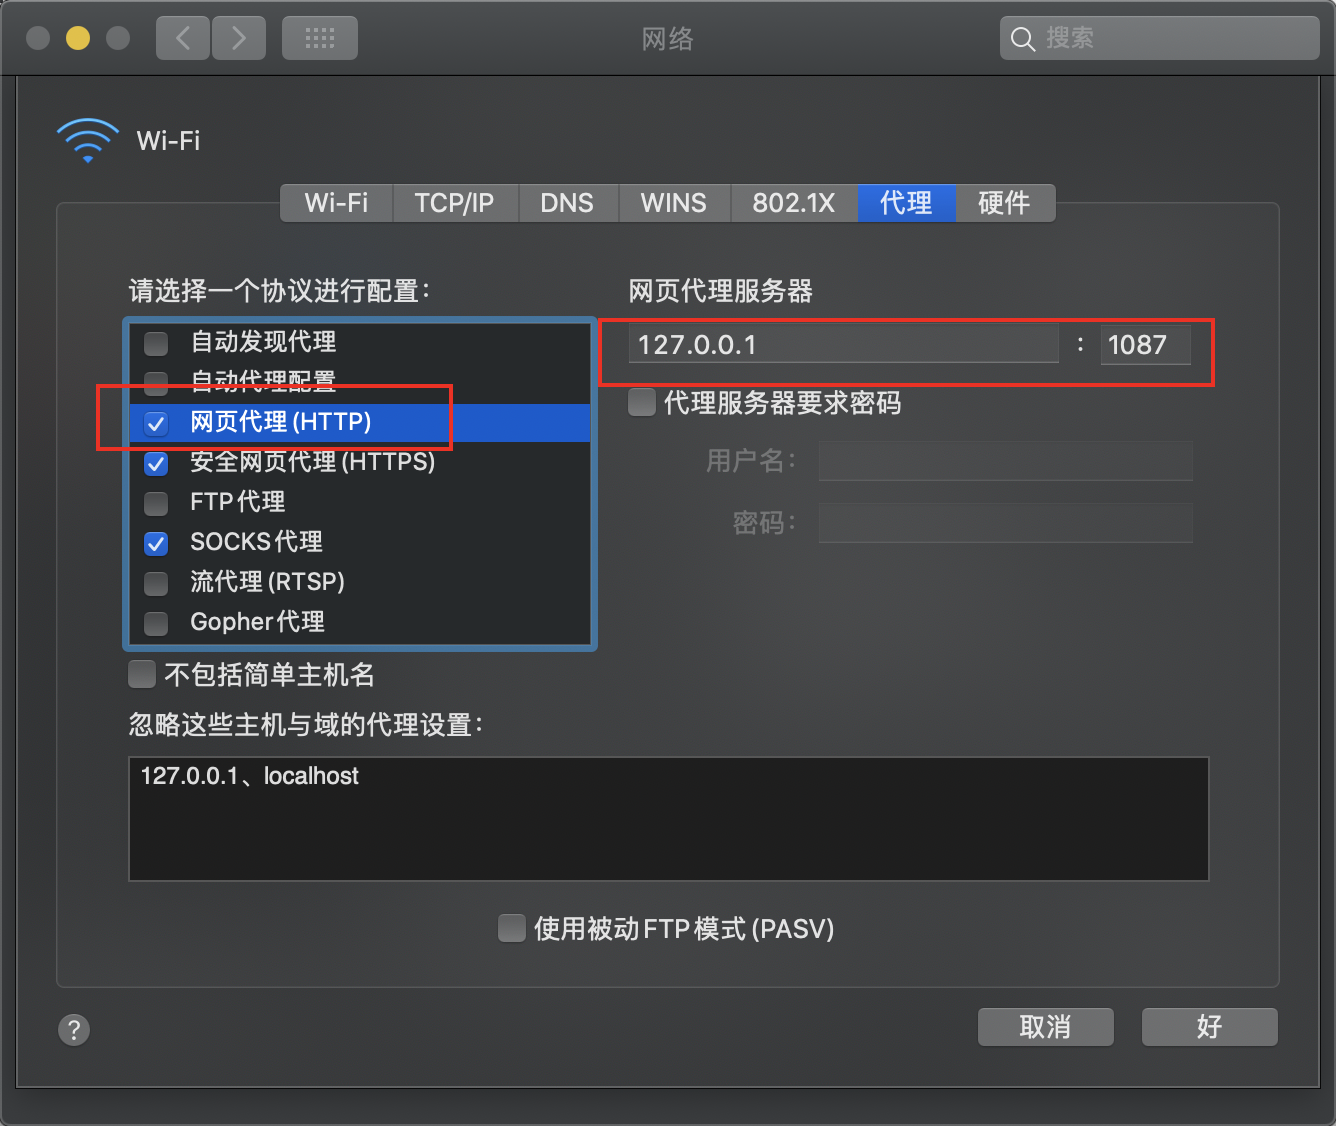 网络
搜索
Wi-Fi
Wi-Fi TCP/IP DNS WINS 802.1X 代理 硬件
请选择一个协议进行配置：
自动发现代理
自动代理配置
网页代理(HTTP)
安全网页代理(HTTPS)
FTP代理
SOCKS代理
流代理(RTSP)
Gopher代理
网页代理服务器
127.0.0.1 : 1087
代理服务器要求密码
用户名：
密码：
不包括简单主机名
忽略这些主机与域的代理设置：
127.0.0.1、localhost
使用被动FTP模式(PASV)
?
取消
好